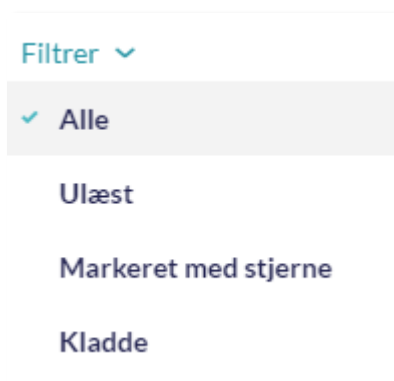 Filtrer
Alle
Ulæst
Markeret med stjerne
Kladde